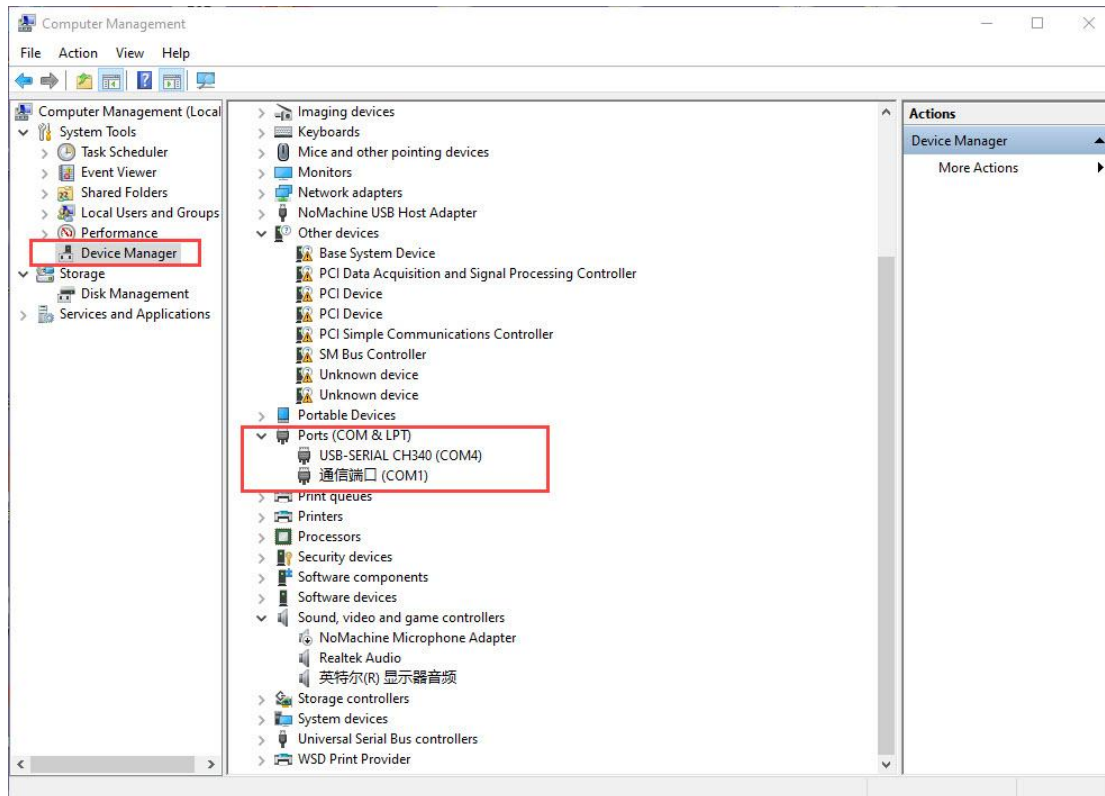 Computer Management
File Action View Help
Computer Management (Local
System Tools
Task Scheduler
Event Viewer
Shared Folders
Local Users and Groups
Performance
Device Manager
Storage
Disk Management
Services and Applications
Imaging devices
Keyboards
Mice and other pointing devices
Monitors
Network adapters
NoMachine USB Host Adapter
Other devices
Base System Device
PCI Data Acquisition and Signal Processing Controller
PCI Device
PCI Device
PCI Simple Communications Controller
SM Bus Controller
Unknown device
Unknown device
Portable Devices
Ports (COM & LPT)
USB-SERIAL CH340 (COM4)
通信端口 (COM1)
Print queues
Printers
Processors
Security devices
Software components
Software devices
Sound, video and game controllers
NoMachine Microphone Adapter
Realtek Audio
英特尔(R) 显示器音频
Storage controllers
System devices
Universal Serial Bus controllers
WSD Print Provider
Actions
Device Manager
More Actions